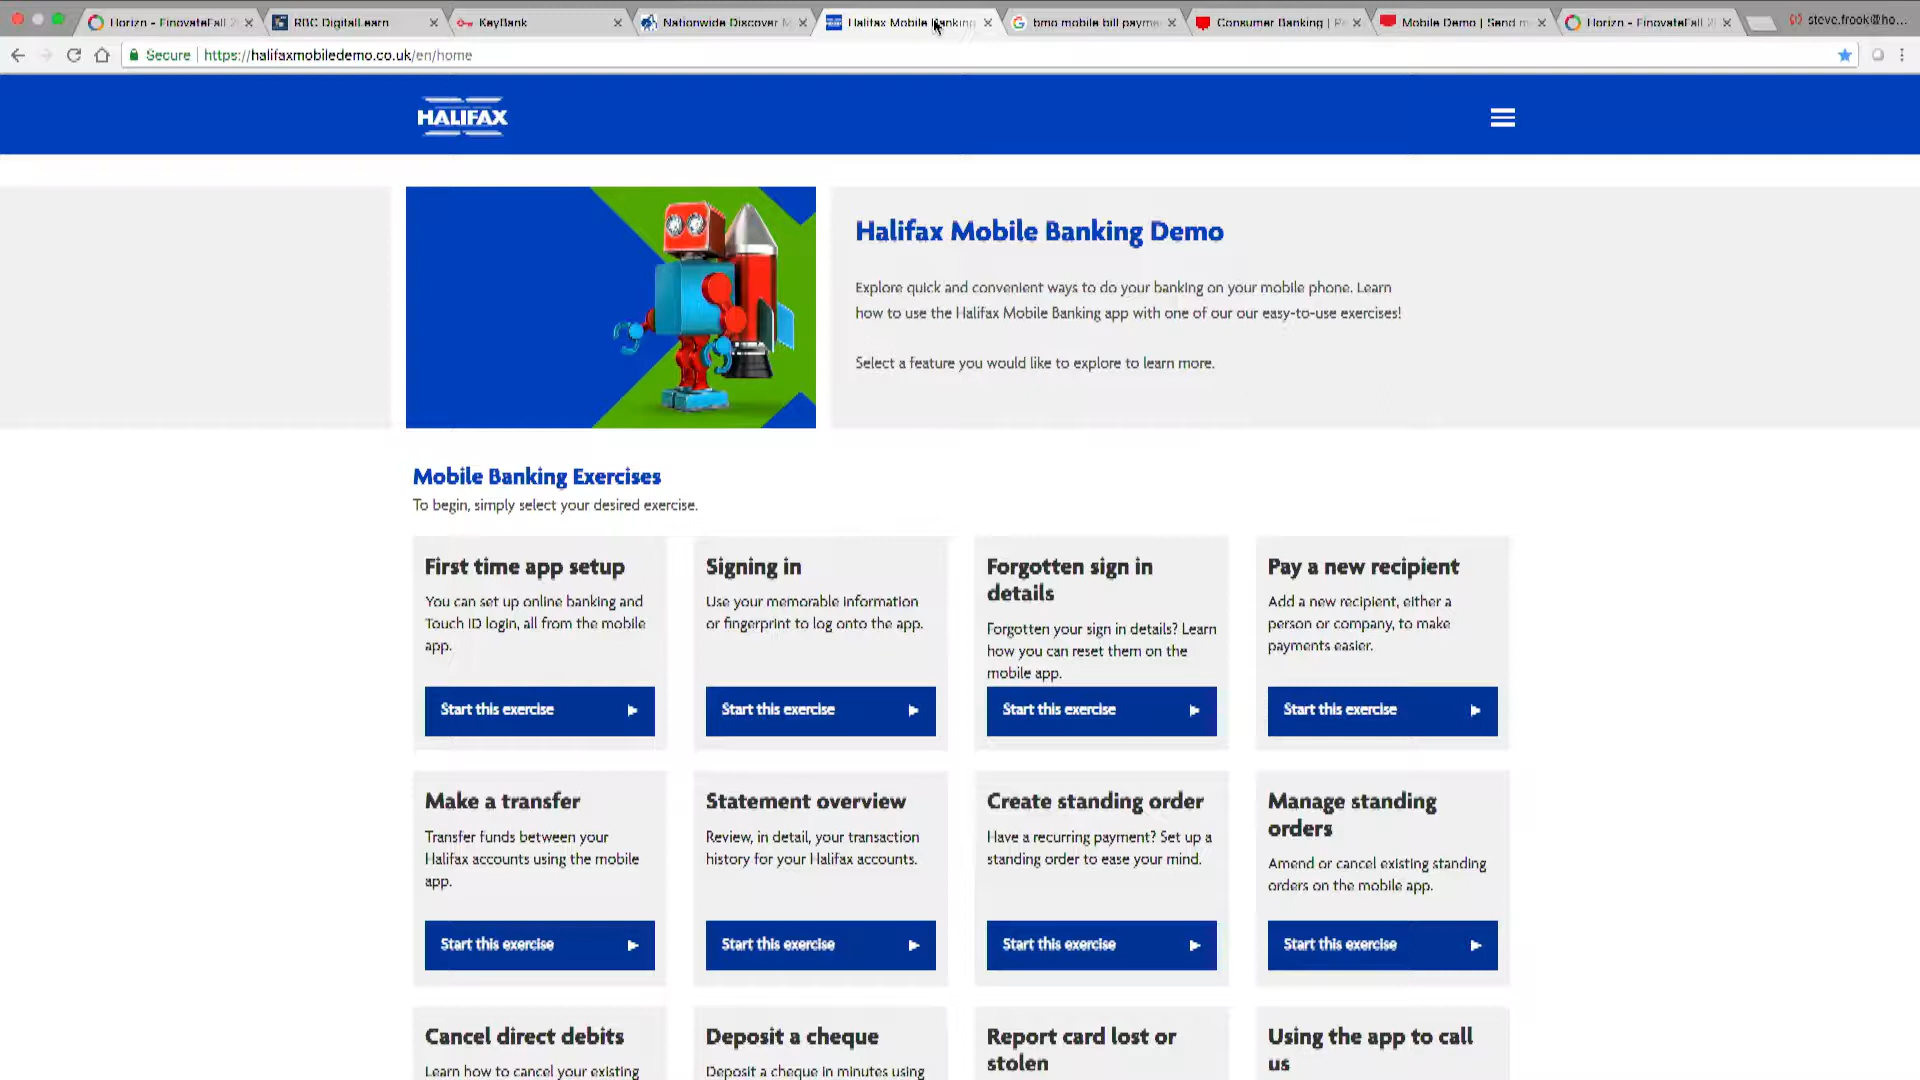 Horizn - FinovateFall 2
RBC DigitalLearn
KeyBank
Nationwide Discover M
Halifax Mobile Banking
bmo mobile bill payme
Consumer Banking |
Mobile Demo | Send m
Horizn - FinovateFall 2
steve.frook@ho...
Secure
https://halifaxmobiledemo.co.uk/en/home
HALIFAX
Halifax Mobile Banking Demo
Explore quick and convenient ways to do your banking on your mobile phone. Learn
how to use the Halifax Mobile Banking app with one of our our easy-to-use exercises!
Select a feature you would like to explore to learn more.
Mobile Banking Exercises
To begin, simply select your desired exercise.
First time app setup
You can set up online banking and
Touch ID login, all from the mobile
app.
Start this exercise
Signing in
Use your memorable information
or fingerprint to log onto the app.
Start this exercise
Forgotten sign in
details
Forgotten your sign in details? Learn
how you can reset them on the
mobile app.
Start this exercise
Pay a new recipient
Add a new recipient, either a
person or company, to make
payments easier.
Start this exercise
Make a transfer
Transfer funds between your
Halifax accounts using the mobile
app.
Start this exercise
Statement overview
Review, in detail, your transaction
history for your Halifax accounts.
Start this exercise
Create standing order
Have a recurring payment? Set up a
standing order to ease your mind.
Start this exercise
Manage standing
orders
Amend or cancel existing standing
orders on the mobile app.
Start this exercise
Cancel direct debits
Learn how to cancel your existing
Deposit a cheque
Deposit a cheque in minutes using
Report card lost or
stolen
Using the app to call
us